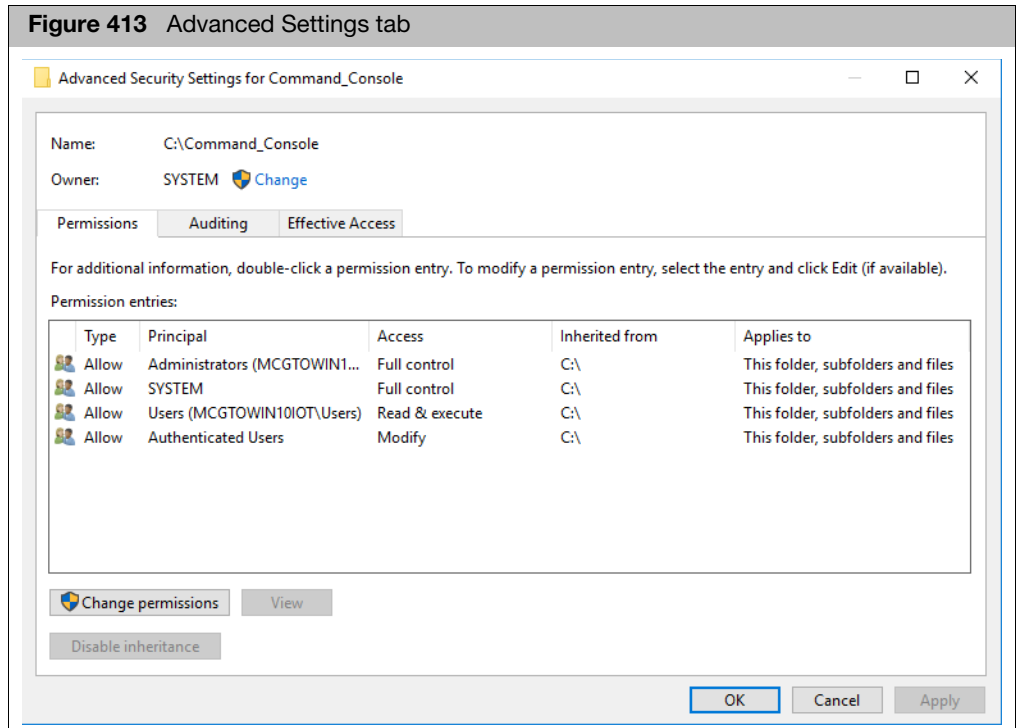 Figure 413 Advanced Settings tab
Advanced Security Settings for Command_Console
Name: C:\Command_Console
Owner: SYSTEM Change
Permissions Auditing Effective Access
For additional information, double-click a permission entry. To modify a permission entry, select the entry and click Edit (if available).
Permission entries:
Type Principal Access Inherited from Applies to
Allow Administrators (MCGTOWIN1... Full control C:\ This folder, subfolders and files
Allow SYSTEM Full control C:\ This folder, subfolders and files
Allow Users (MCGTOWIN10IOT\Users) Read & execute C:\ This folder, subfolders and files
Allow Authenticated Users Modify C:\ This folder, subfolders and files
Change permissions View
Disable inheritance
OK Cancel Apply